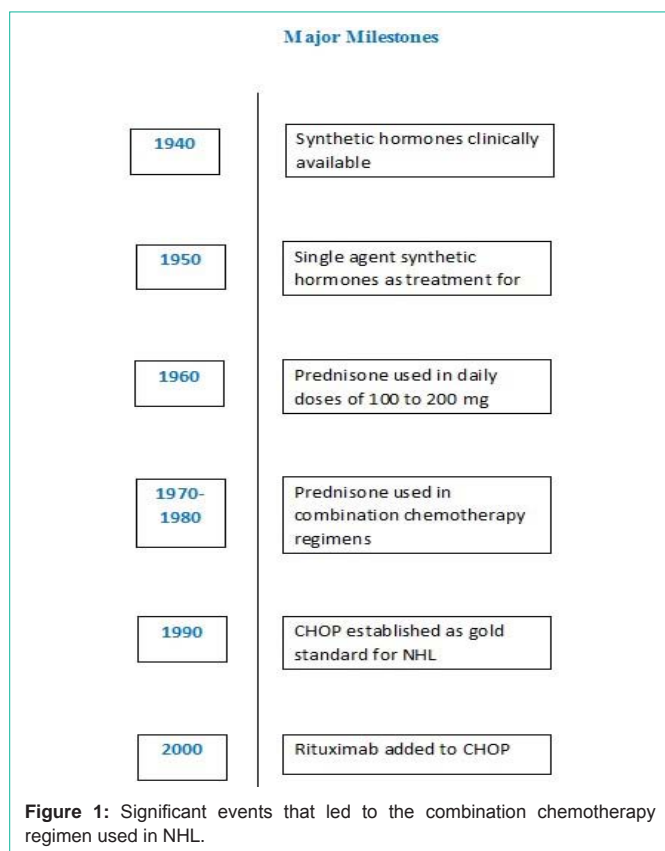 Major Milestones
1940
Synthetic hormones clinically
available
1950
Single agent synthetic
hormones as treatment for
1960
Prednisone used in daily
doses of 100 to 200 mg
1970-
1980
Prednisone used in
combination chemotherapy
regimens
1990
CHOP established as gold
standard for NHL
2000
Rituximab added to CHOP
Figure 1: Significant events that led to the combination chemotherapy
regimen used in NHL.